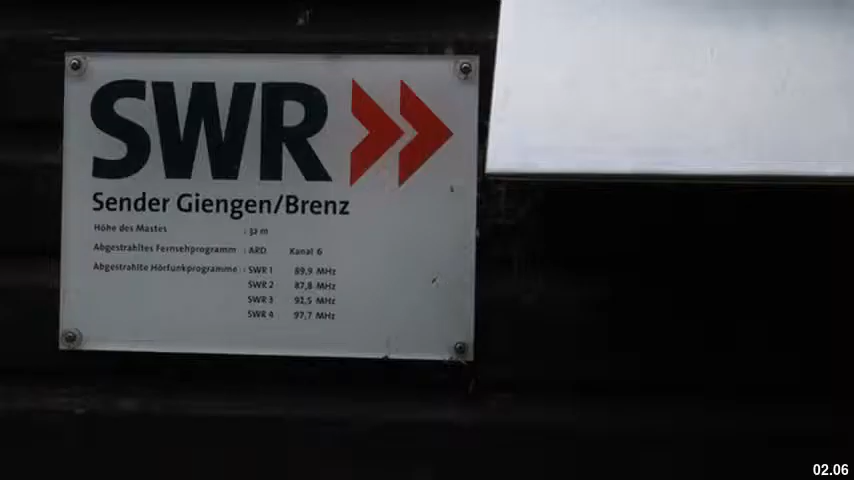 SWR
Sender Giengen/Brenz
Höhe des Mastes : 32 m
Abgestrahltes Fernsehprogramm : ARD Kanal 6
Abgestrahlte Hörfunkprogramme : SWR 1 89,9 MHz
SWR 2 87,8 MHz
SWR 3 92,5 MHz
SWR 4 97,7 MHz
02.06